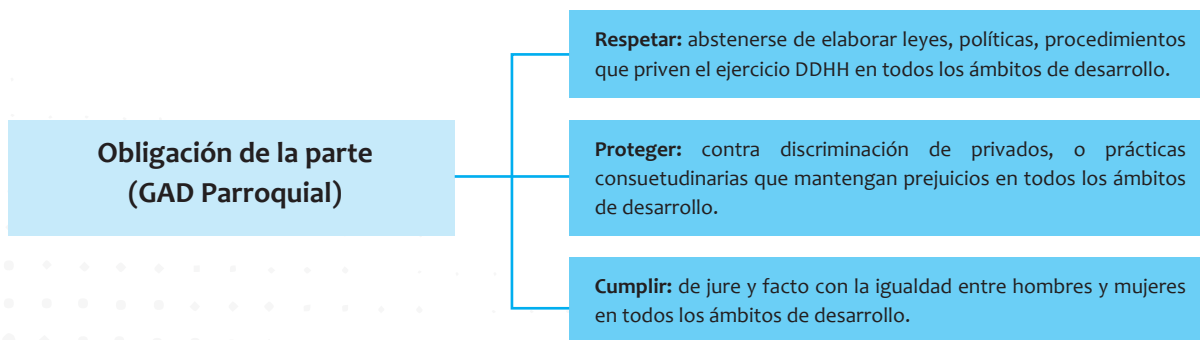 Obligación de la parte
(GAD Parroquial)
Respetar: abstenerse de elaborar leyes, políticas, procedimientos
que priven el ejercicio DDHH en todos los ámbitos de desarrollo.
Proteger: contra discriminación de privados, o prácticas
consuetudinarias que mantengan prejuicios en todos los ámbitos
de desarrollo.
Cumplir: de jure y facto con la igualdad entre hombres y mujeres
en todos los ámbitos de desarrollo.